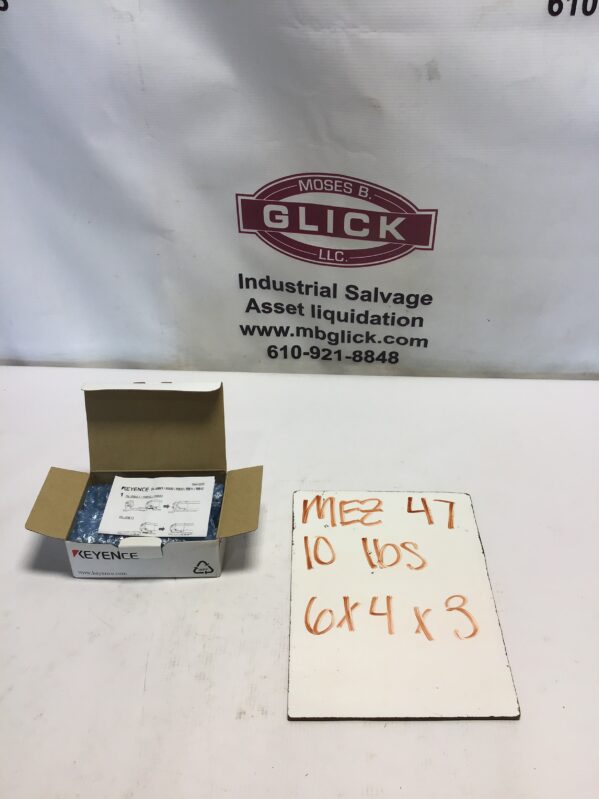 610
MOSES B.
GLICK
LLC.
Industrial Salvage
Asset liquidation
www.mbglick.com
610-921-8848
KEYENCE
1
KEYENCE
www.keyence.com
MEZ 47
10 lbs
6x4x3